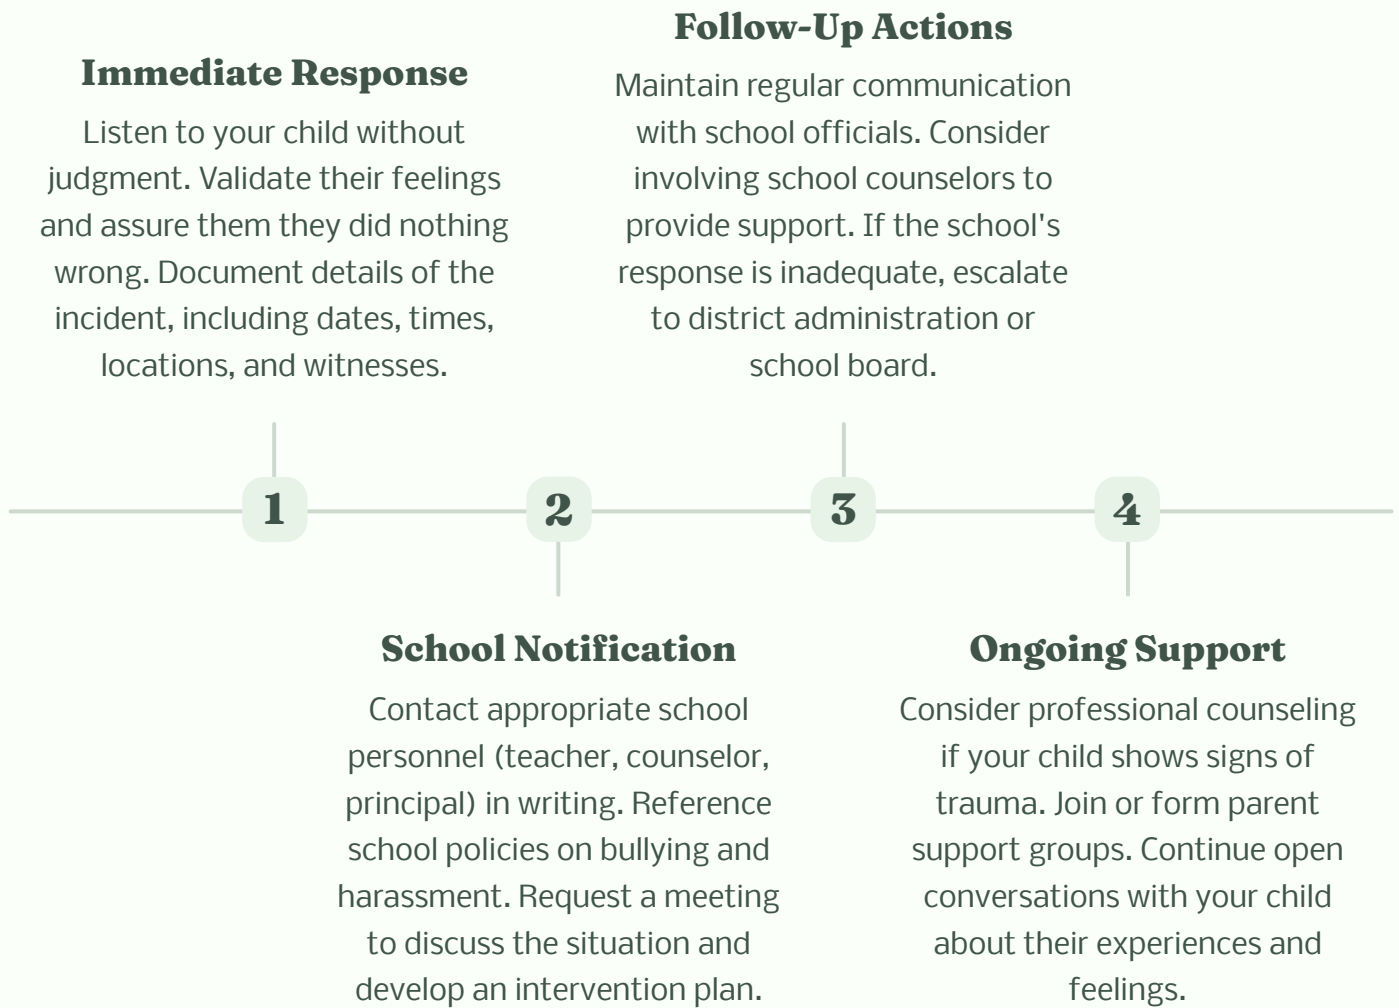 Immediate Response
Listen to your child without
judgment. Validate their feelings
and assure them they did nothing
wrong. Document details of the
incident, including dates, times,
locations, and witnesses.
1
2
School Notification
Contact appropriate school
personnel (teacher, counselor,
principal) in writing. Reference
school policies on bullying and
harassment. Request a meeting
to discuss the situation and
develop an intervention plan.
Follow-Up Actions
Maintain regular communication
with school officials. Consider
involving school counselors to
provide support. If the school's
response is inadequate, escalate
to district administration or
school board.
3
4
Ongoing Support
Consider professional counseling
if your child shows signs of
trauma. Join or form parent
support groups. Continue open
conversations with your child
about their experiences and
feelings.